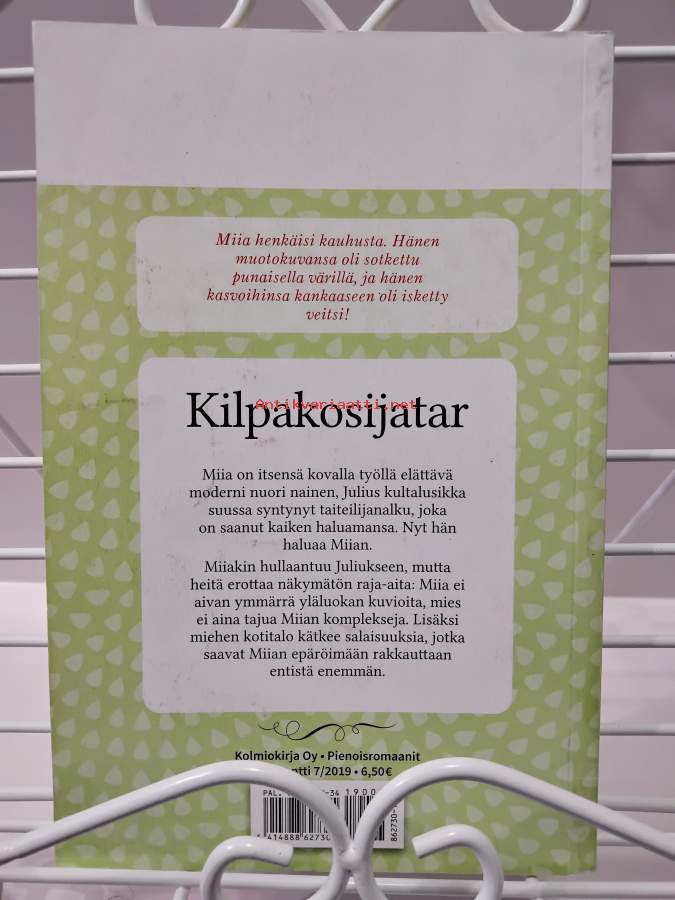 Miia henkäisi kauhusta. Hänen
muotokuvansa oli sotkettu
punaisella värillä, ja hänen
kasvoihinsa kankaaseen oli isketty
veitsi!
Kilpakosijatar
Antikvariaatti.net
Miia on itsensä kovalla työllä elättävä
moderni nuori nainen, Julius kultalusikka
suussa syntynyt taiteilijanalku, joka
on saanut kaiken haluamansa. Nyt hän
haluaa Miian.
Miiakin hullaantuu Juliukseen, mutta
heitä erottaa näkymätön raja-aita: Miia ei
aivan ymmärrä yläluokan kuvioita, mies
ei aina tajua Miian komplekseja. Lisäksi
miehen kotitalo kätkee salaisuuksia, jotka
saavat Miian epäröimään rakkauttaan
entistä enemmän.
Kolmiokirja Oy • Pienoisromaanit
7/2019 • 6,50€
PAL.